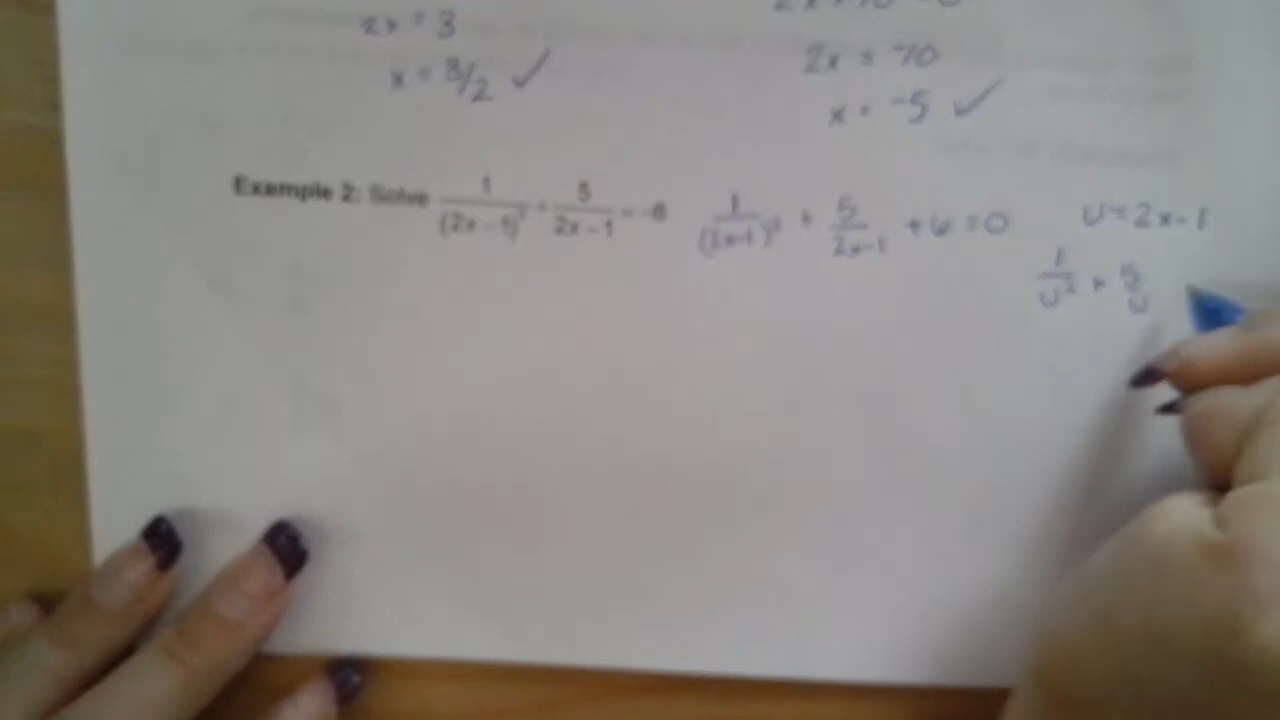 2x = 3
x = 3/2 ✓
2x = -10
x = -5 ✓
Example 2: Solve 1/(2x-1)² + 5/(2x-1) = -6
1/(2x-1)² + 5/(2x-1) + 6 = 0
u = 2x-1
1/u² + 5/u